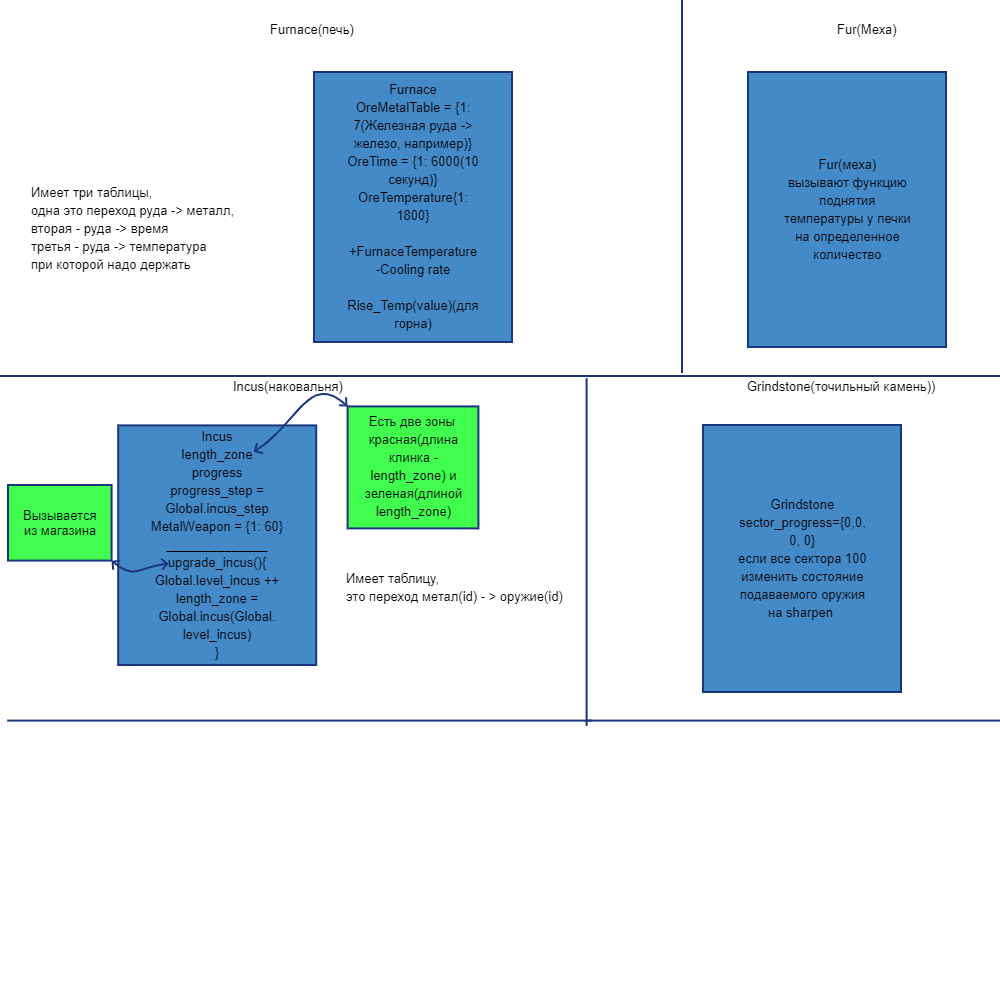 Furnace(печь)
Furnace
OreMetalTable = {1:
7(Железная руда ->
железо, например)}
OreTime = {1: 6000(10
секунд)}
OreTemperature{1:
1800}
+FurnaceTemperature
-Cooling rate
Rise_Temp(value)(для
горна)
Имеет три таблицы,
одна это переход руда -> металл,
вторая - руда -> время
третья - руда -> температура
при которой надо держать
Fur(Меха)
Fur(меха)
вызывают функцию
поднятия
температуры у печки
на определенное
количество
Incus(наковальня)
Incus
length_zone
progress
progress_step =
Global.incus_step
MetalWeapon = {1: 60}
______________
upgrade_incus(){
Global.level_incus ++
length_zone =
Global.incus(Global.
level_incus)
}
Есть две зоны
красная(длина
клинка -
length_zone) и
зеленая(длиной
length_zone)
Вызывается
из магазина
Имеет таблицу,
это переход метал(id) - > оружие(id)
Grindstone(точильный камень))
Grindstone
sector_progress={0,0,
0, 0}
если все сектора 100
изменить состояние
подаваемого оружия
на sharpen